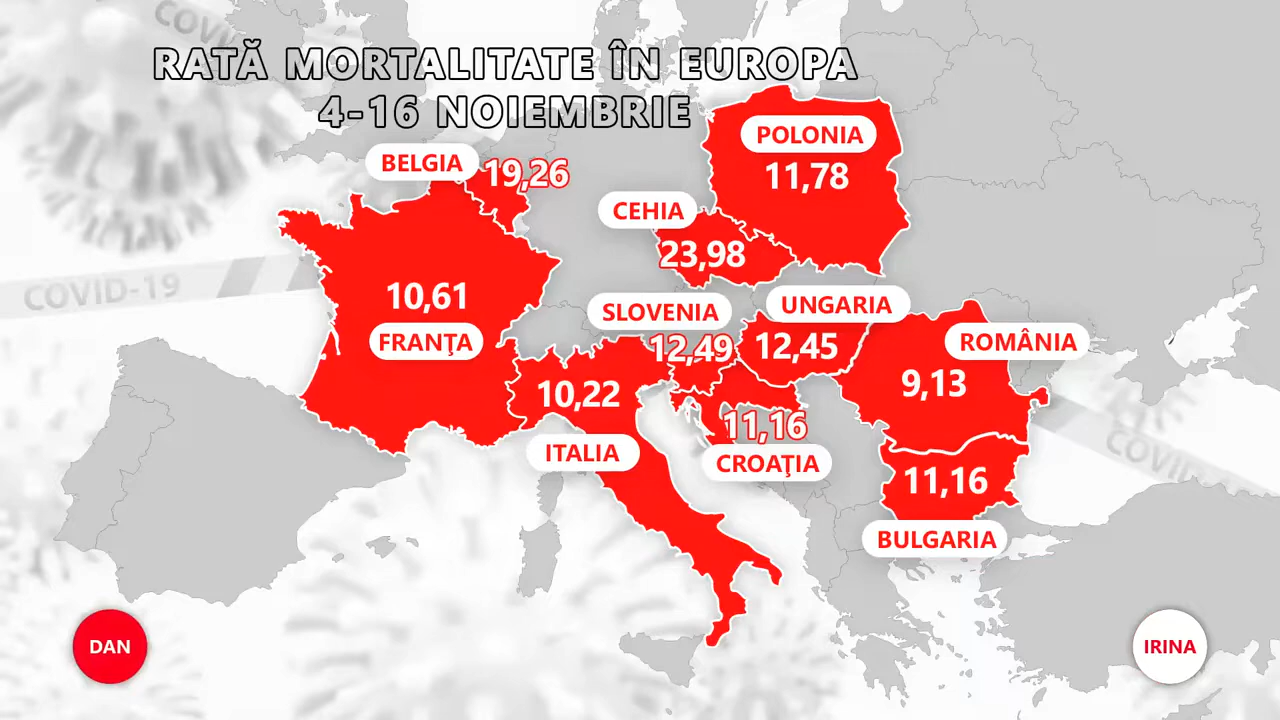 COVID
RATĂ MORTALITATE ÎN EUROPA
4-16 NOIEMBRIE
POLONIA
11,78
BELGIA
19,26
CEHIA
23,98
COVID-19
10,61
FRANŢA
SLOVENIA
12,49
UNGARIA
12,45
ROMÂNIA
9,13
10,22
ITALIA
11,16
CROAŢIA
COVID
11,16
BULGARIA
DAN
IRINA